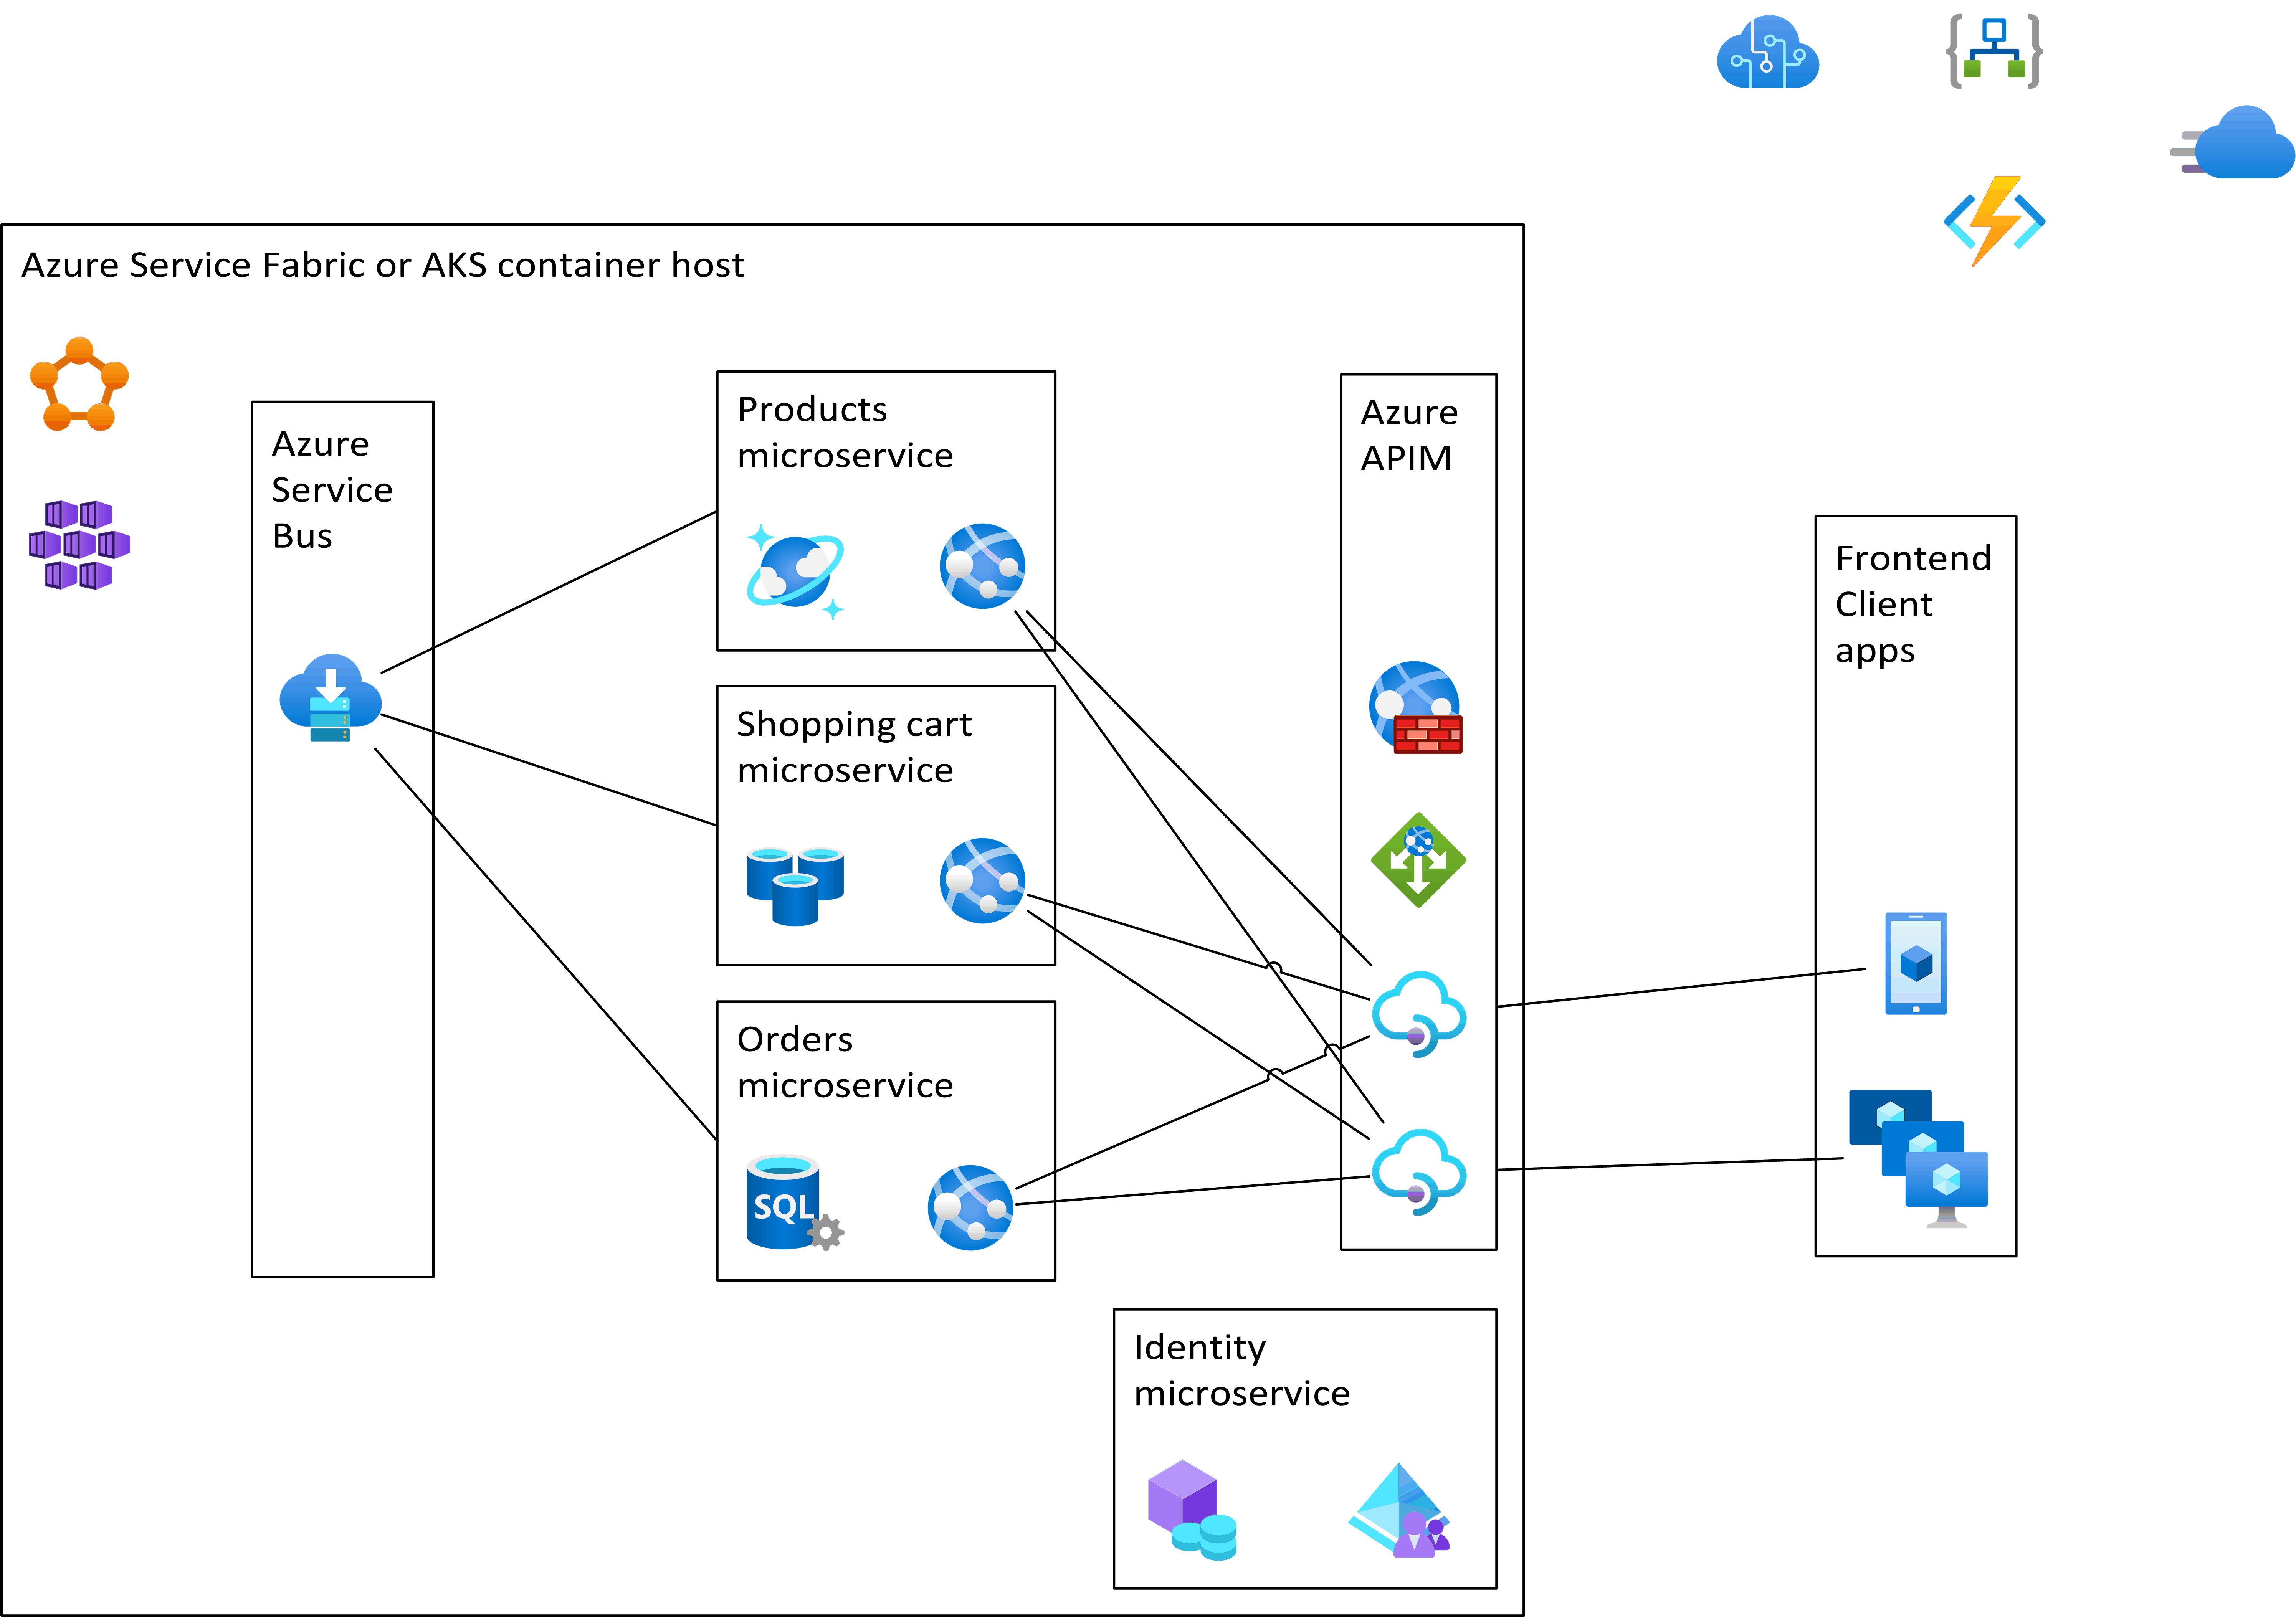 Azure Service Fabric or AKS container host
Azure
Service
Bus
Products
microservice
Shopping cart
microservice
Orders
microservice
SQL
Azure
APIM
Frontend
Client
apps
Identity
microservice